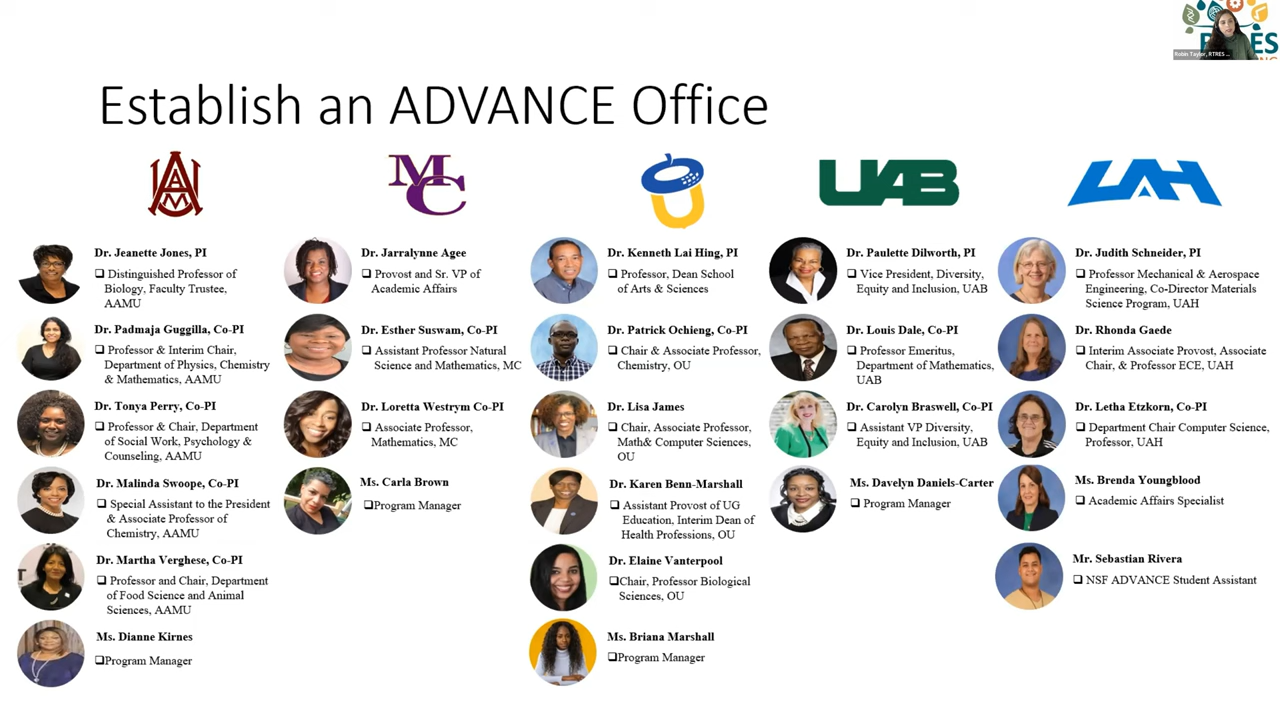 Robin Taylor, RTRES ...
Establish an ADVANCE Office
AAM
MC
UAB
UAH
Dr. Jeanette Jones, PI
❑ Distinguished Professor of
Biology, Faculty Trustee,
AAMU
Dr. Padmaja Guggilla, Co-PI
❑ Professor & Interim Chair,
Department of Physics, Chemistry
& Mathematics, AAMU
Dr. Tonya Perry, Co-PI
❑ Professor & Chair, Department
of Social Work, Psychology &
Counseling, AAMU
Dr. Malinda Swoope, Co-PI
❑ Special Assistant to the President
& Associate Professor of
Chemistry, AAMU
Dr. Martha Verghese, Co-PI
❑ Professor and Chair, Department
of Food Science and Animal
Sciences, AAMU
Ms. Dianne Kirnes
❑Program Manager
Dr. Jarralynne Agee
❑ Provost and Sr. VP of
Academic Affairs
Dr. Esther Suswam, Co-PI
❑ Assistant Professor Natural
Science and Mathematics, MC
Dr. Loretta Westrym Co-PI
❑ Associate Professor,
Mathematics, MC
Ms. Carla Brown
❑Program Manager
Dr. Kenneth Lai Hing, PI
❑ Professor, Dean School
of Arts & Sciences
Dr. Patrick Ochieng, Co-PI
❑ Chair & Associate Professor,
Chemistry, OU
Dr. Lisa James
❑ Chair, Associate Professor,
Math& Computer Sciences,
OU
Dr. Karen Benn-Marshall
❑ Assistant Provost of UG
Education, Interim Dean of
Health Professions, OU
Dr. Elaine Vanterpool
❑Chair, Professor Biological
Sciences, OU
Ms. Briana Marshall
❑Program Manager
Dr. Paulette Dilworth, PI
❑ Vice President, Diversity,
Equity and Inclusion, UAB
Dr. Louis Dale, Co-PI
❑ Professor Emeritus,
Department of Mathematics,
UAB
Dr. Carolyn Braswell, Co-PI
❑ Assistant VP Diversity,
Equity and Inclusion, UAB
Ms. Davelyn Daniels-Carter
❑ Program Manager
Dr. Judith Schneider, PI
❑ Professor Mechanical & Aerospace
Engineering, Co-Director Materials
Science Program, UAH
Dr. Rhonda Gaede
❑ Interim Associate Provost, Associate
Chair, & Professor ECE, UAH
Dr. Letha Etzkorn, Co-PI
❑ Department Chair Computer Science,
Professor, UAH
Ms. Brenda Youngblood
❑ Academic Affairs Specialist
Mr. Sebastian Rivera
❑ NSF ADVANCE Student Assistant